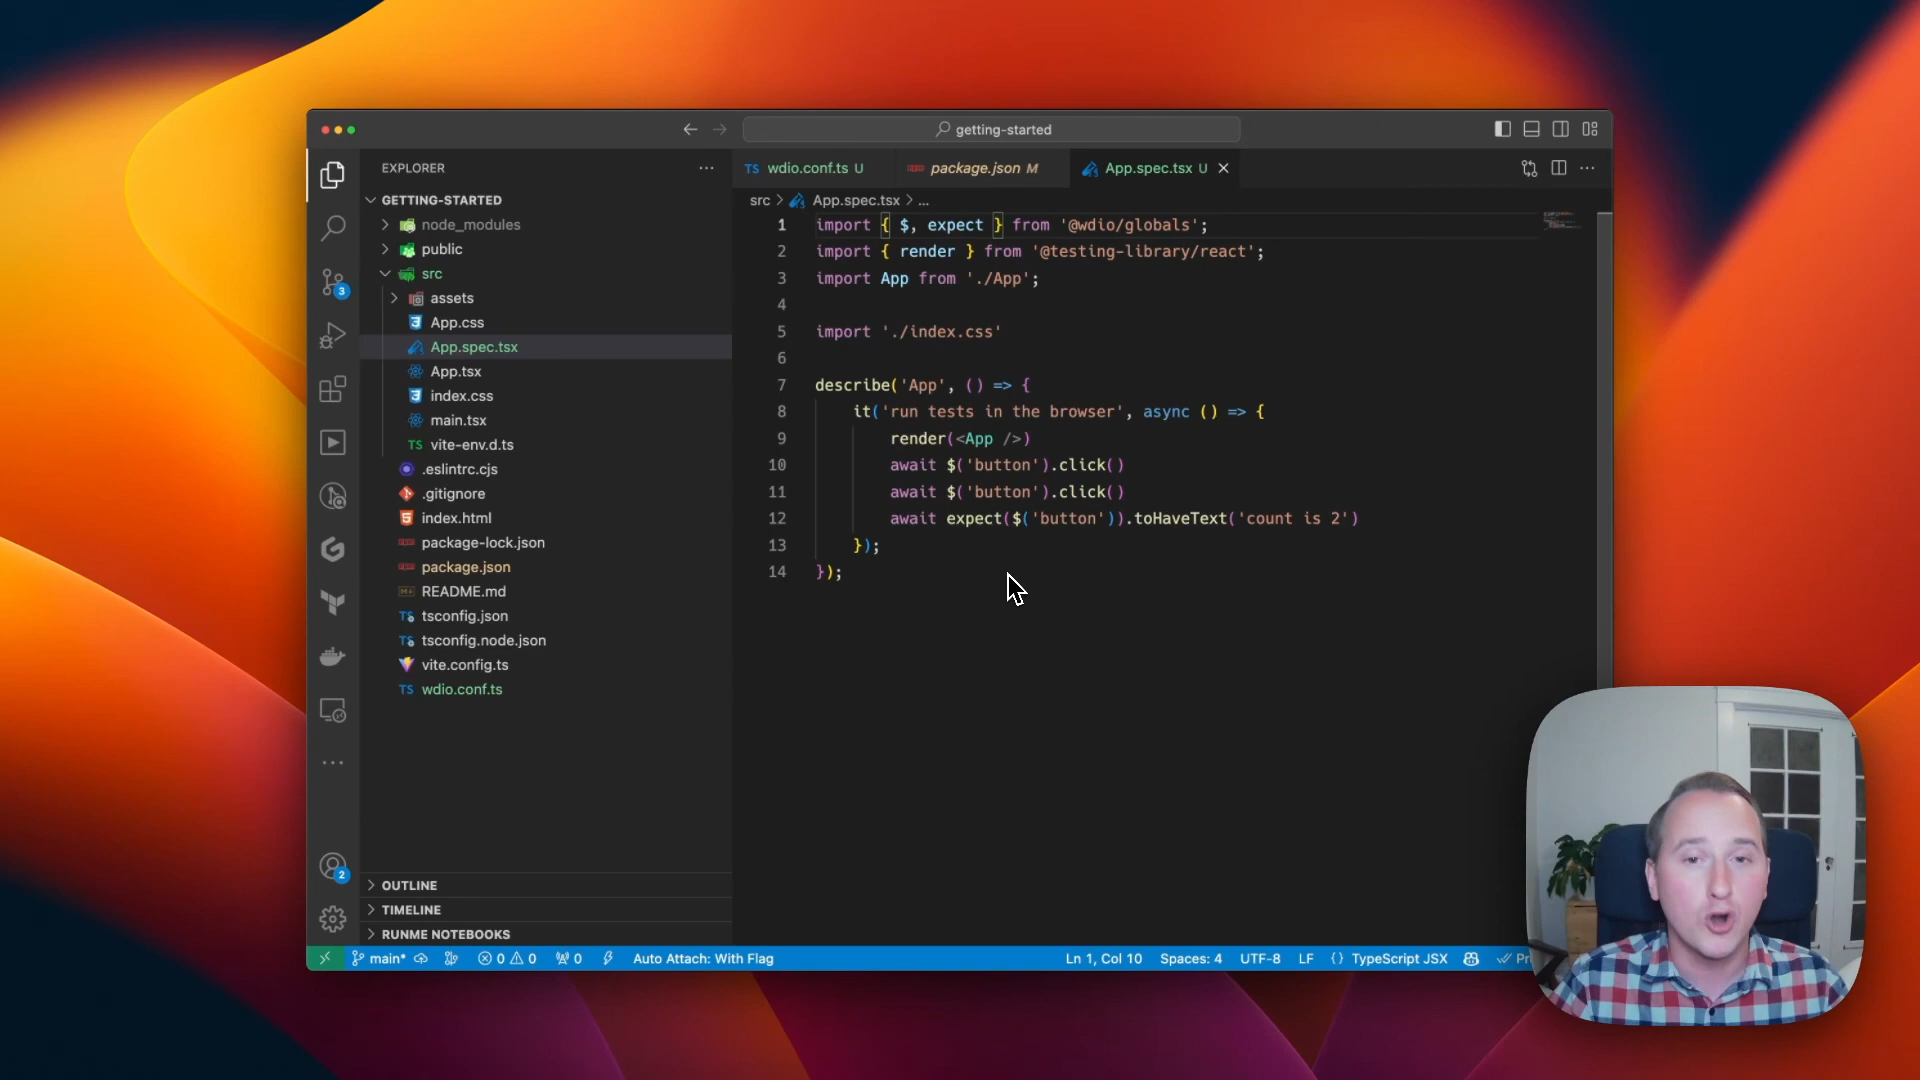 getting-started
EXPLORER
GETTING-STARTED
node_modules
public
src
assets
App.css
App.spec.tsx
App.tsx
index.css
main.tsx
TS vite-env.d.ts
.eslintrc.cjs
.gitignore
index.html
package-lock.json
package.json
README.md
tsconfig.json
tsconfig.node.json
vite.config.ts
TS wdio.conf.ts
OUTLINE
TIMELINE
RUNME NOTEBOOKS
3
2
TS wdio.conf.ts U
package.json M
App.spec.tsx U
src > App.spec.tsx > ...
1 import { $, expect } from '@wdio/globals';
2 import { render } from '@testing-library/react';
3 import App from './App';
4
5 import './index.css'
6
7 describe('App', () => {
8 it('run tests in the browser', async () => {
9 render(<App />)
10 await $('button').click()
11 await $('button').click()
12 await expect($('button')).toHaveText('count is 2')
13 });
14 });
main* 0 0 0 Auto Attach: With Flag Ln 1, Col 10 Spaces: 4 UTF-8 LF {} TypeScript JSX